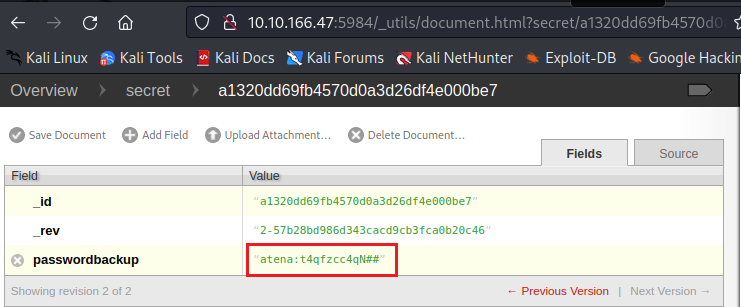 10.10.166.47:5984/_utils/document.html?secret/a1320dd69fb4570d0a
Kali Linux Kali Tools Kali Docs Kali Forums Kali NetHunter Exploit-DB Google Hackin
Overview secret a1320dd69fb4570d0a3d26df4e000be7
Save Document Add Field Upload Attachment... Delete Document...
Fields Source
Field Value
_id "a1320dd69fb4570d0a3d26df4e000be7"
_rev "2-57b28bd986d343cacd9cb3fca0b20c46"
passwordbackup "atena:t4qfzcc4qN##"
Showing revision 2 of 2 ← Previous Version | Next Version →